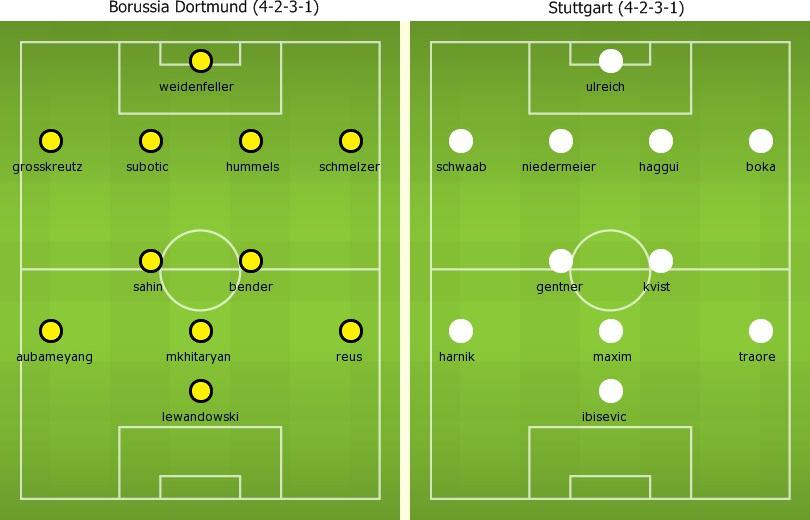 Borussia Dortmund (4-2-3-1)
weidenfeller
grosskreutz subotic hummels schmelzer
sahin bender
aubameyang mkhitaryan reus
lewandowski
Stuttgart (4-2-3-1)
ulreich
schwaab niedermeier haggui boka
gentner kvist
harnik maxim traore
ibisevic